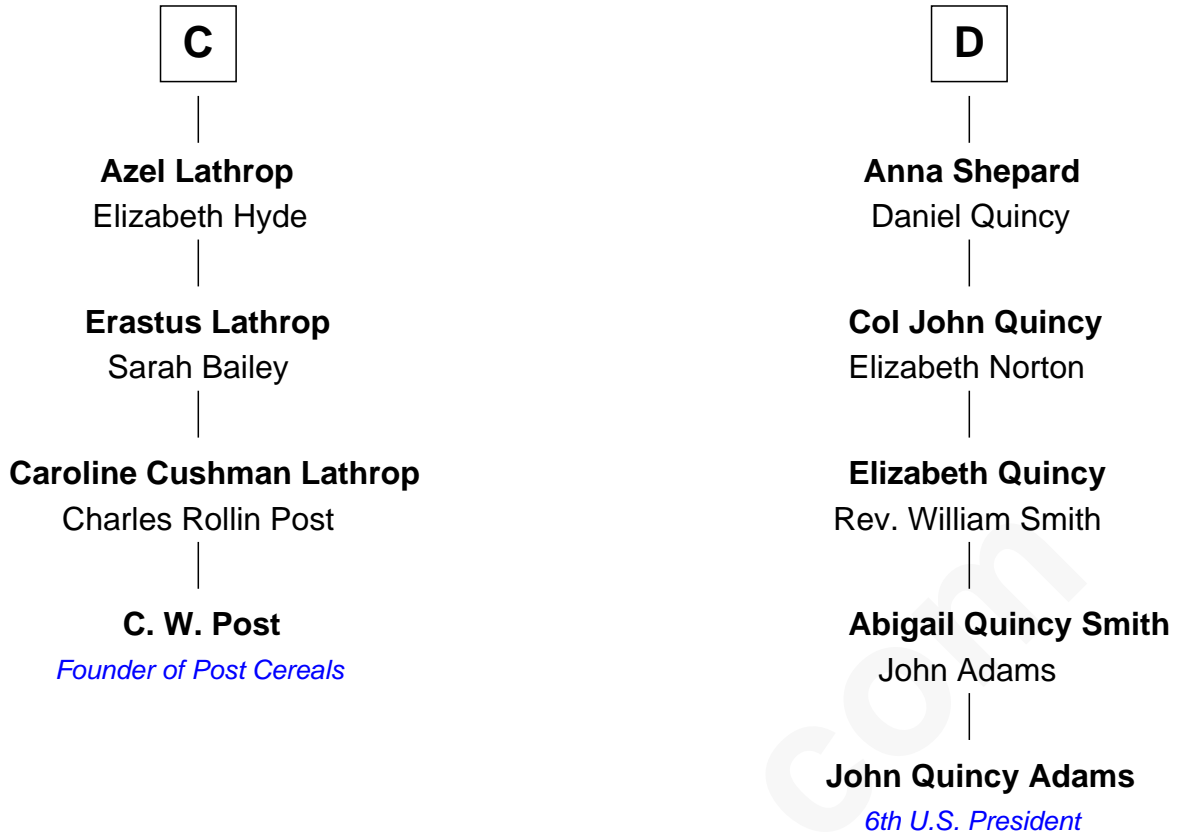 C
Azel Lathrop
Elizabeth Hyde
Erastus Lathrop
Sarah Bailey
Caroline Cushman Lathrop
Charles Rollin Post
C. W. Post
Founder of Post Cereals
D
Anna Shepard
Daniel Quincy
Col John Quincy
Elizabeth Norton
Elizabeth Quincy
Rev. William Smith
Abigail Quincy Smith
John Adams
John Quincy Adams
6th U.S. President
com